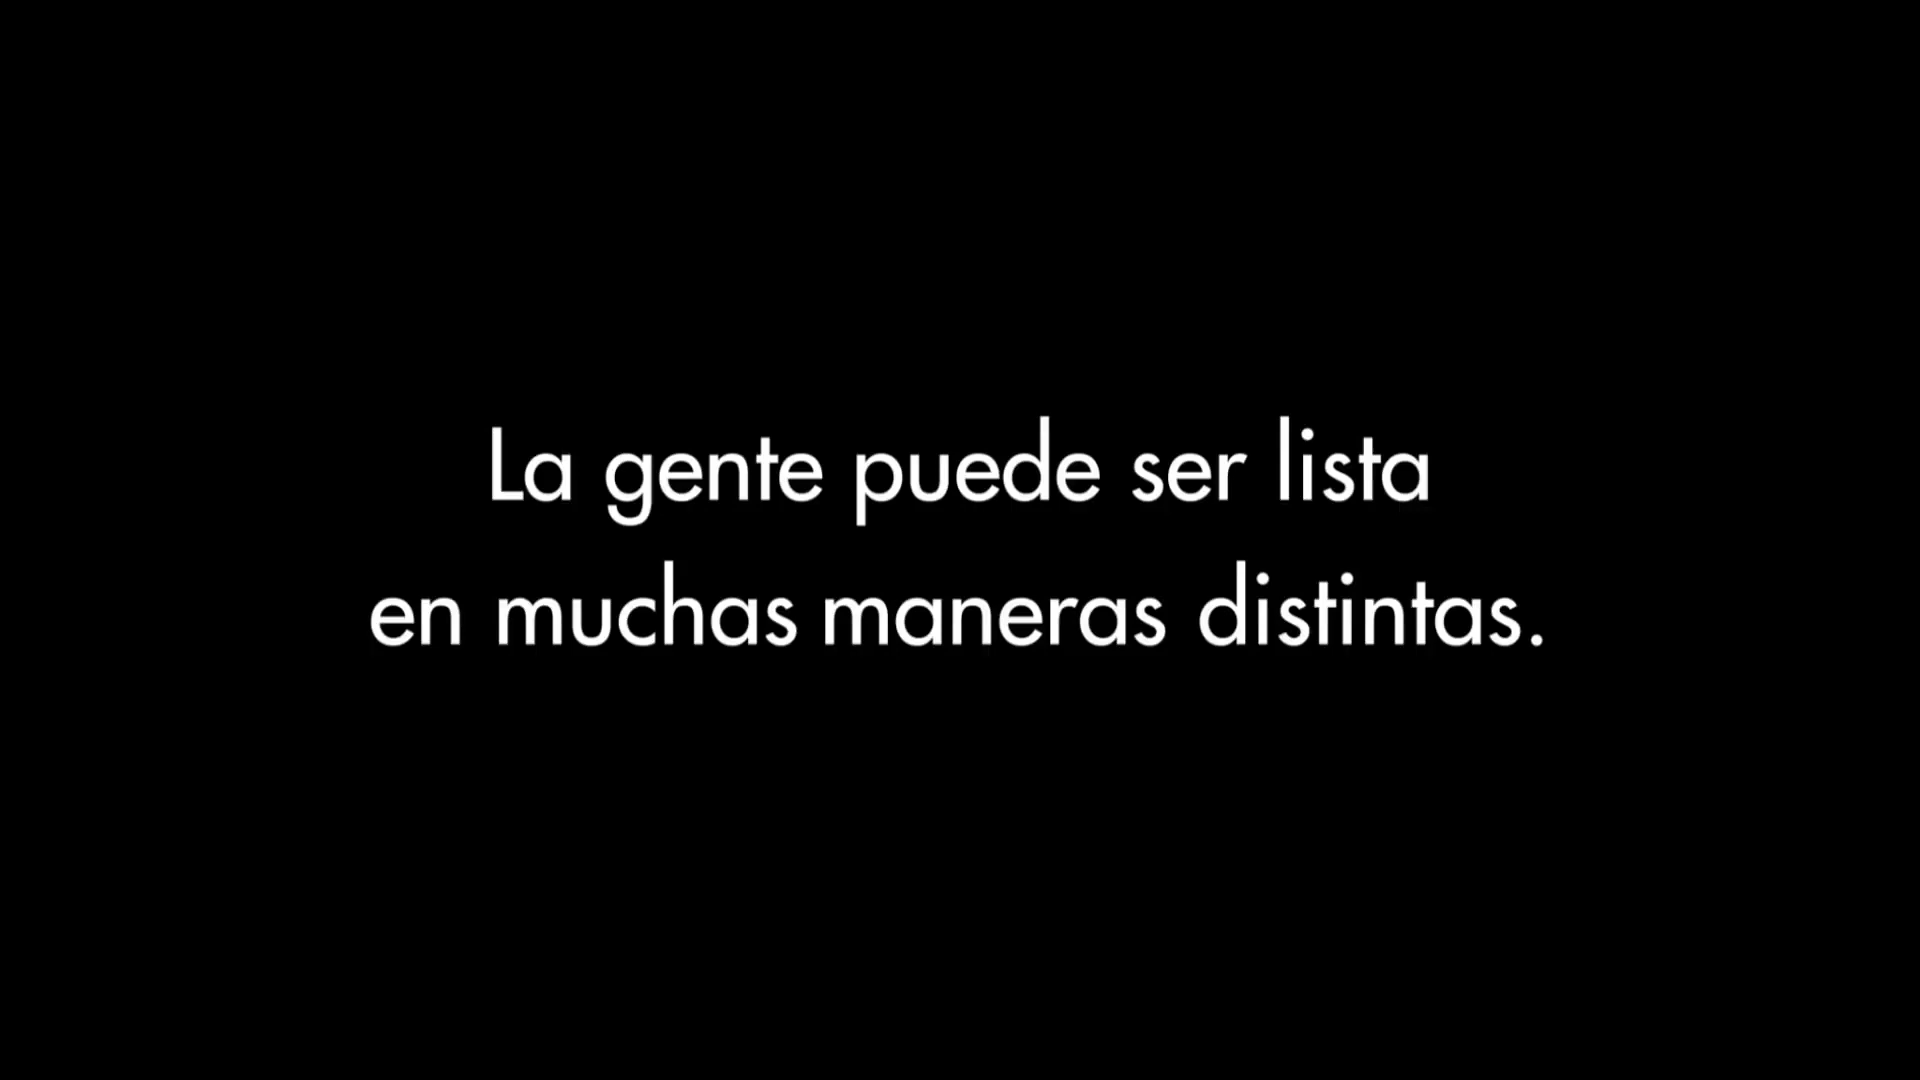 La gente puede ser lista
en muchas maneras distintas.